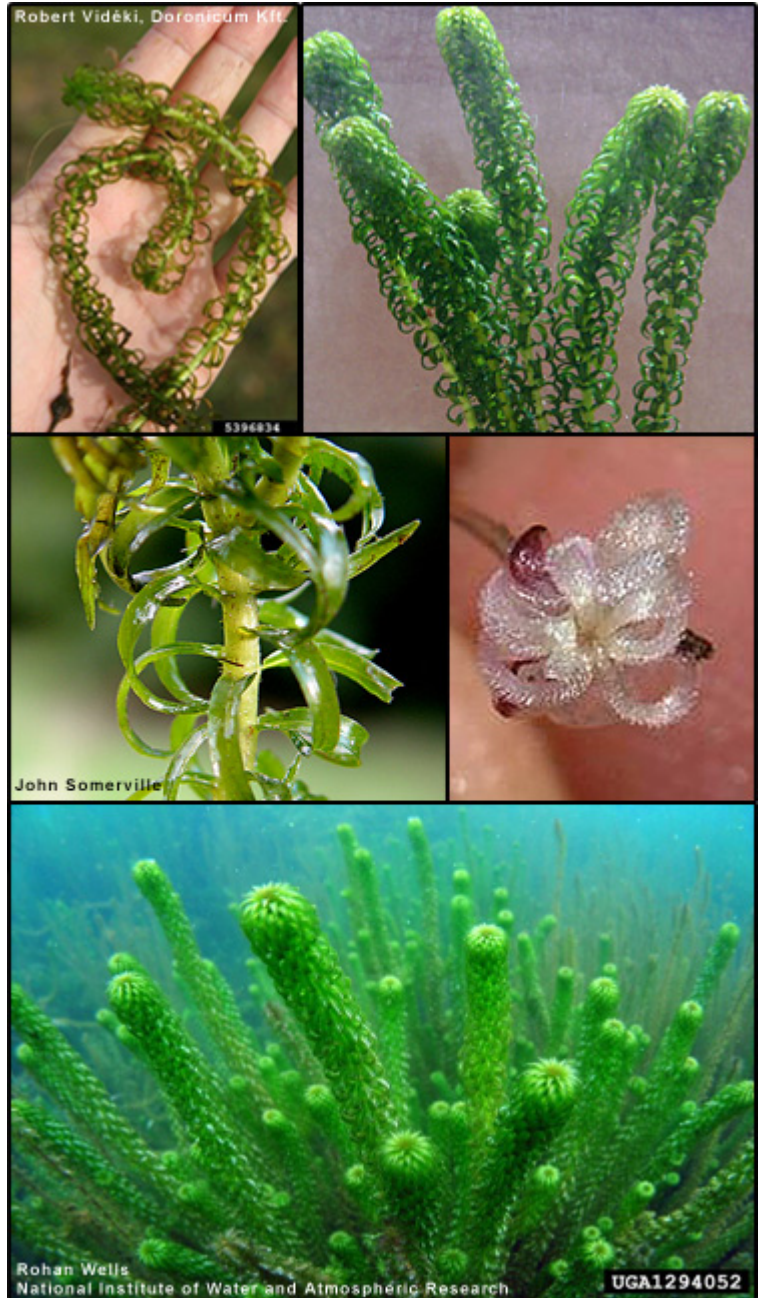 Robert Vidéki, Doronicum Kft.
5396834
John Somerville
Rohan Wells
National Institute of Water and Atmospheric Research
UGA1294052